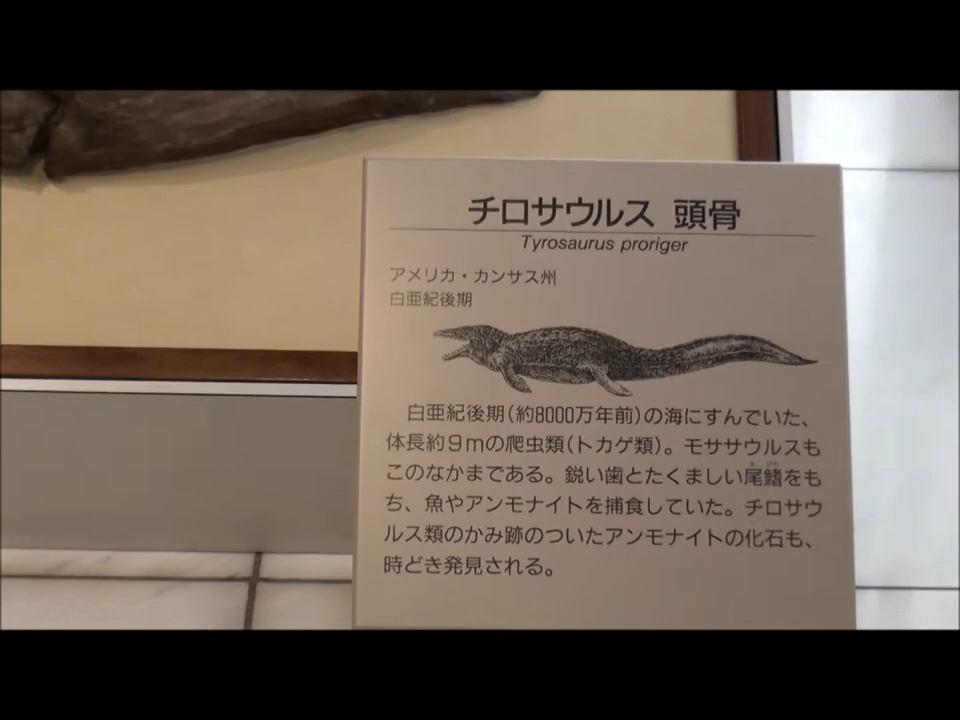 チロサウルス 頭骨
Tyrosaurus proriger
アメリカ・カンサス州
白亜紀後期
白亜紀後期(約8000万年前)の海にすんでいた、
体長約9mの爬虫類(トカゲ類)。モササウルスも
このなかまである。鋭い歯とたくましい尾鰭をも
ち、魚やアンモナイトを捕食していた。チロサウ
ルス類のかみ跡のついたアンモナイトの化石も、
時どき発見される。